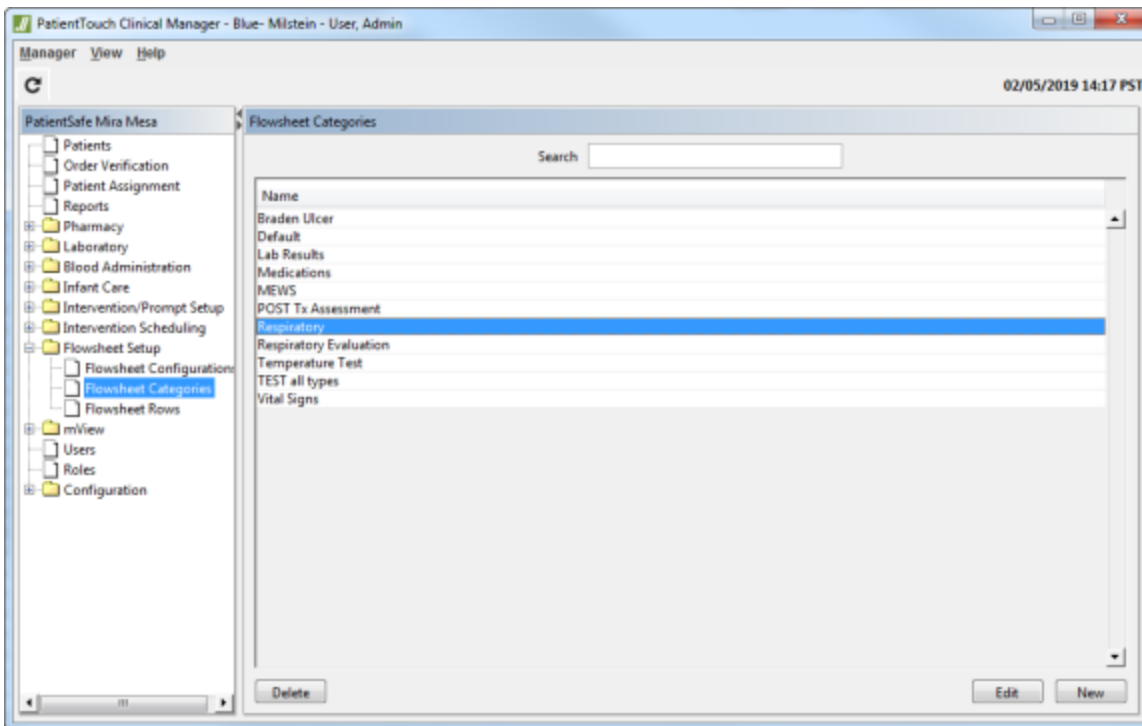 PatientTouch Clinical Manager - Blue- Milstein - User, Admin
Manager View Help
02/05/2019 14:17 PST
PatientSafe Mira Mesa
Patients
Order Verification
Patient Assignment
Reports
Pharmacy
Laboratory
Blood Administration
Infant Care
Intervention/Prompt Setup
Intervention Scheduling
Flowsheet Setup
Flowsheet Configurations
Flowsheet Categories
Flowsheet Rows
mView
Users
Roles
Configuration
Flowsheet Categories
Search
Name
Braden Ulcer
Default
Lab Results
Medications
MEWS
POST Tx Assessment
Respiratory
Respiratory Evaluation
Temperature Test
TEST all types
Vital Signs
Delete Edit New